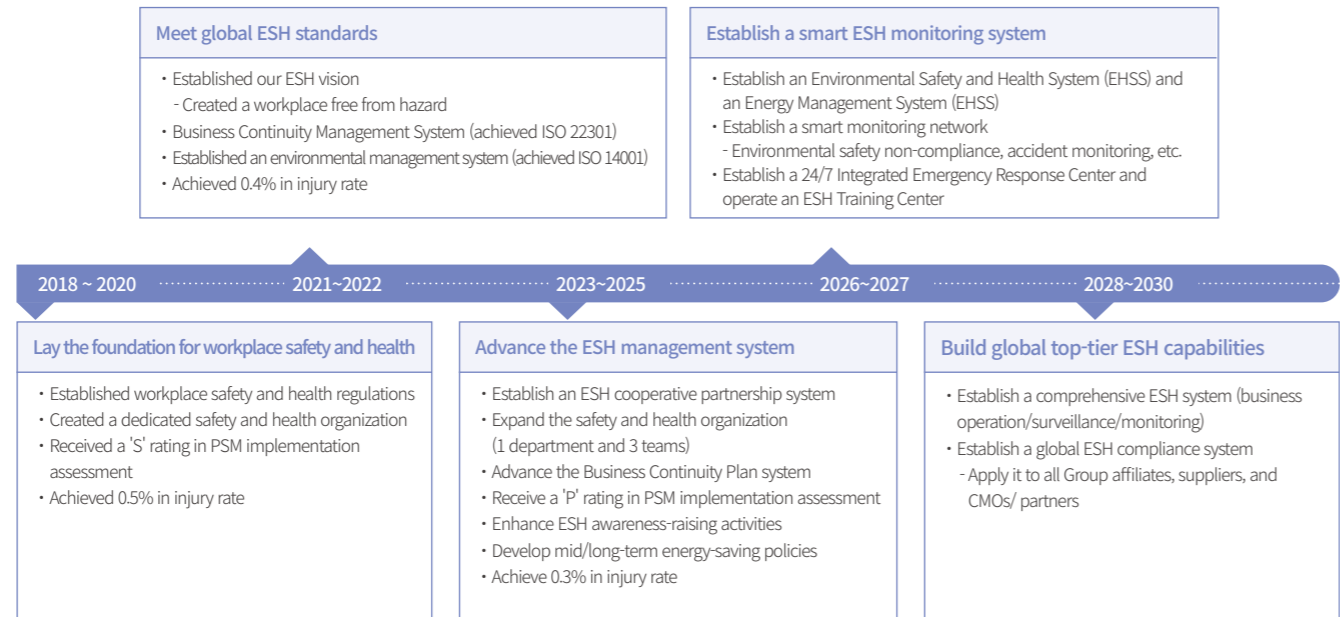 Meet global ESH standards
・Established our ESH vision
- Created a workplace free from hazard
・Business Continuity Management System (achieved ISO 22301)
・Established an environmental management system (achieved ISO 14001)
・Achieved 0.4% in injury rate
Establish a smart ESH monitoring system
・Establish an Environmental Safety and Health System (EHSS) and
an Energy Management System (EHSS)
・Establish a smart monitoring network
- Environmental safety non-compliance, accident monitoring, etc.
・Establish a 24/7 Integrated Emergency Response Center and
operate an ESH Training Center
2018 ~ 2020 2021~2022 2023~2025 2026~2027 2028~2030
Lay the foundation for workplace safety and health
・Established workplace safety and health regulations
・Created a dedicated safety and health organization
・Received a 'S' rating in PSM implementation
assessment
・Achieved 0.5% in injury rate
Advance the ESH management system
・Establish an ESH cooperative partnership system
・Expand the safety and health organization
(1 department and 3 teams)
・Advance the Business Continuity Plan system
・Receive a 'P' rating in PSM implementation assessment
・Enhance ESH awareness-raising activities
・Develop mid/long-term energy-saving policies
・Achieve 0.3% in injury rate
Build global top-tier ESH capabilities
・Establish a comprehensive ESH system (business
operation/surveillance/monitoring)
・Establish a global ESH compliance system
- Apply it to all Group affiliates, suppliers, and
CMOs/ partners